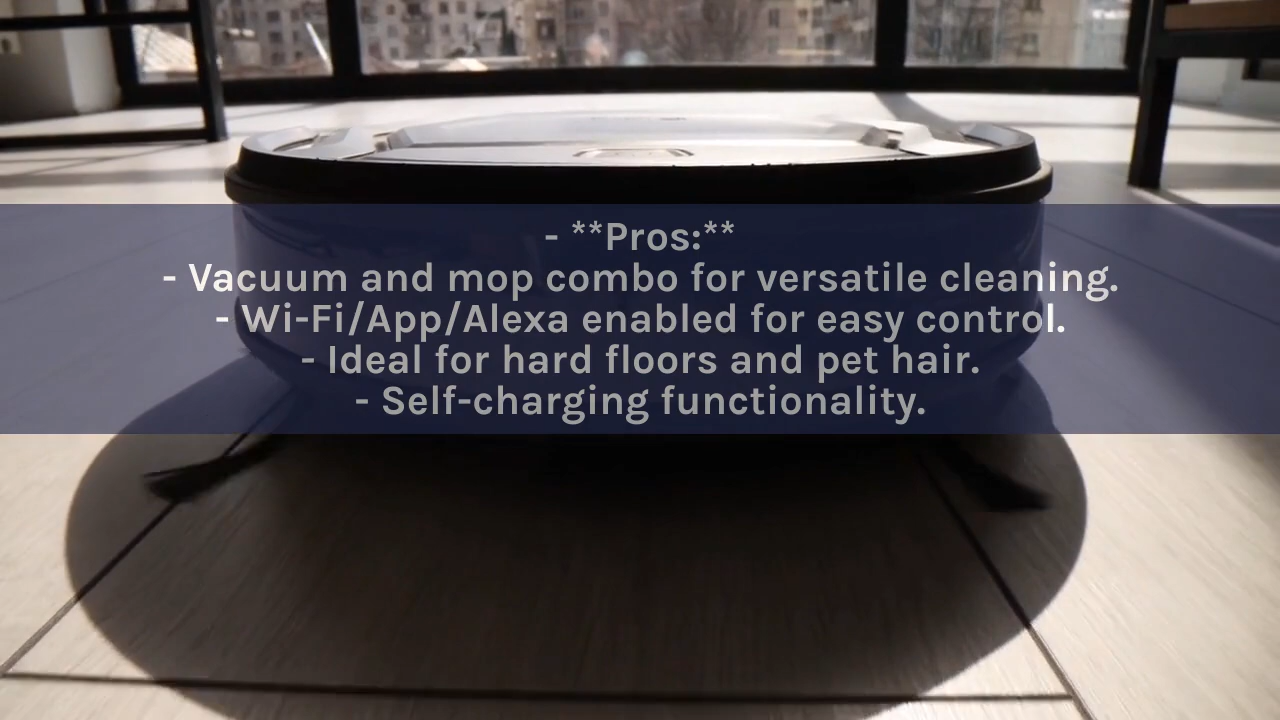 - **Pros:**
- Vacuum and mop combo for versatile cleaning.
- Wi-Fi/App/Alexa enabled for easy control.
- Ideal for hard floors and pet hair.
- Self-charging functionality.